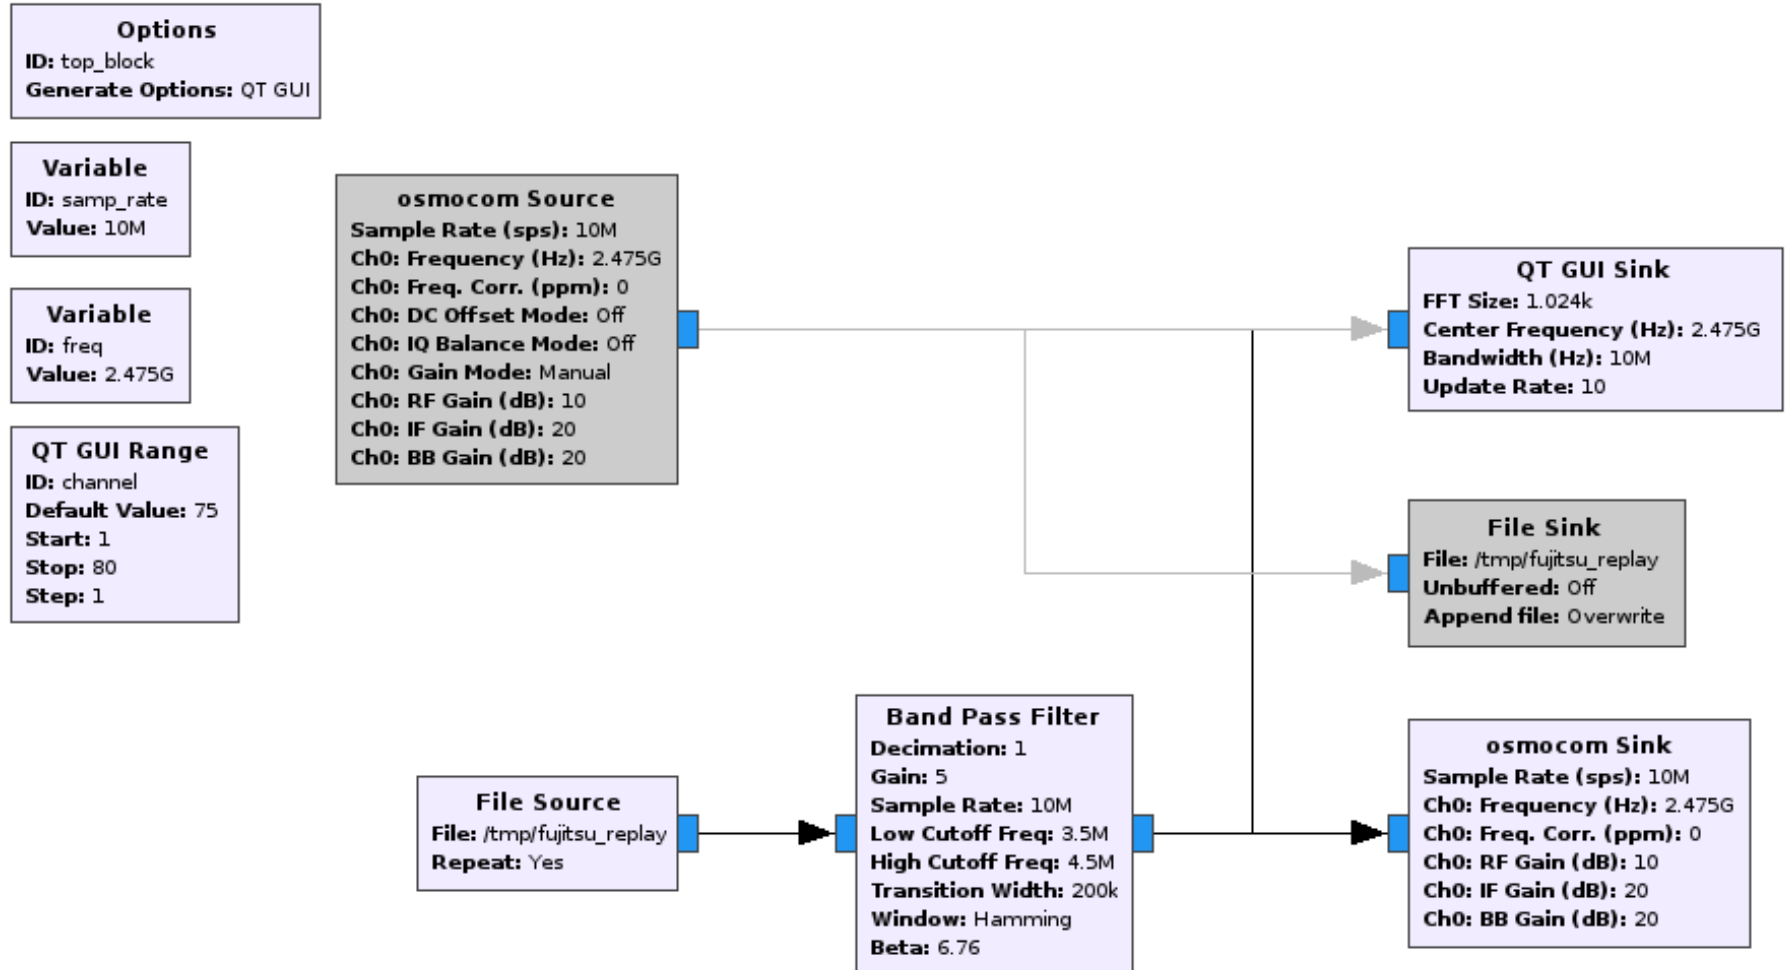 Options
ID: top_block
Generate Options: QT GUI
Variable
ID: samp_rate
Value: 10M
Variable
ID: freq
Value: 2.475G
QT GUI Range
ID: channel
Default Value: 75
Start: 1
Stop: 80
Step: 1
osmocom Source
Sample Rate (sps): 10M
Ch0: Frequency (Hz): 2.475G
Ch0: Freq. Corr. (ppm): 0
Ch0: DC Offset Mode: Off
Ch0: IQ Balance Mode: Off
Ch0: Gain Mode: Manual
Ch0: RF Gain (dB): 10
Ch0: IF Gain (dB): 20
Ch0: BB Gain (dB): 20
QT GUI Sink
FFT Size: 1.024k
Center Frequency (Hz): 2.475G
Bandwidth (Hz): 10M
Update Rate: 10
File Sink
File: /tmp/fujitsu_replay
Unbuffered: Off
Append file: Overwrite
File Source
File: /tmp/fujitsu_replay
Repeat: Yes
Band Pass Filter
Decimation: 1
Gain: 5
Sample Rate: 10M
Low Cutoff Freq: 3.5M
High Cutoff Freq: 4.5M
Transition Width: 200k
Window: Hamming
Beta: 6.76
osmocom Sink
Sample Rate (sps): 10M
Ch0: Frequency (Hz): 2.475G
Ch0: Freq. Corr. (ppm): 0
Ch0: RF Gain (dB): 10
Ch0: IF Gain (dB): 20
Ch0: BB Gain (dB): 20